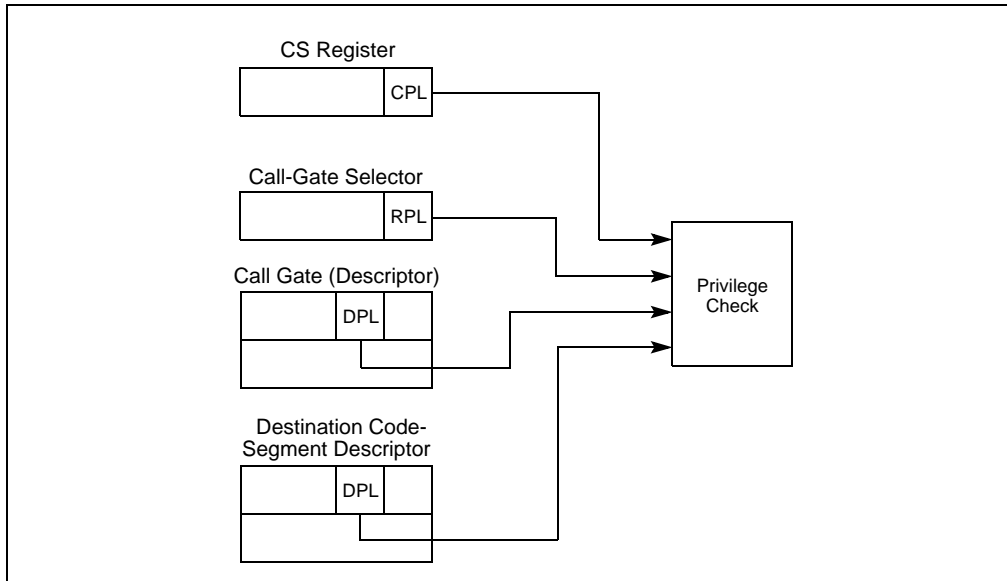 CS Register
CPL
Call-Gate Selector
RPL
Call Gate (Descriptor)
DPL
Privilege
Check
Destination Code-
Segment Descriptor
DPL